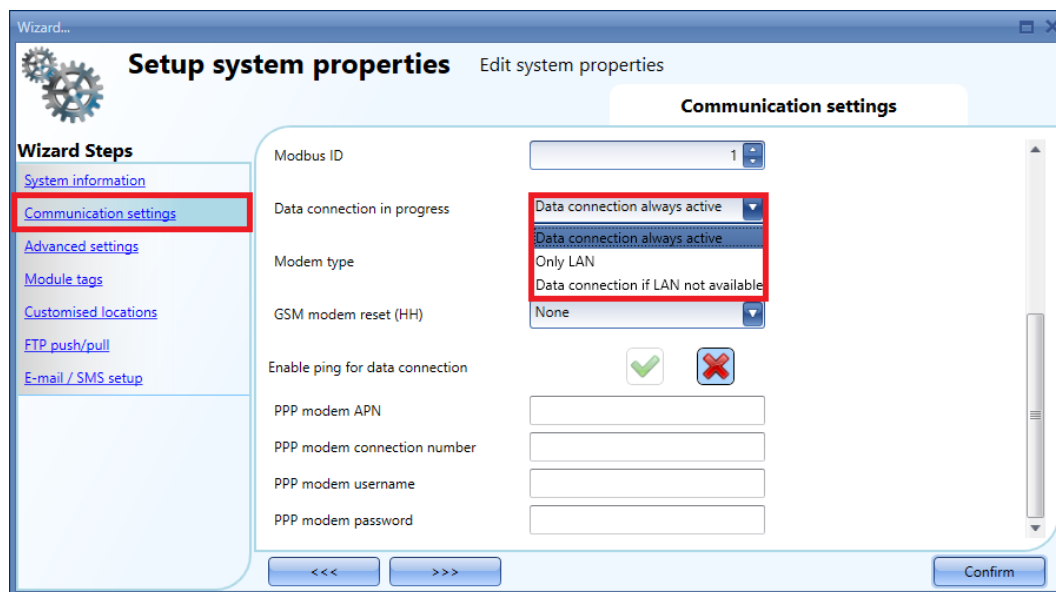 Wizard...
Setup system properties Edit system properties
Communication settings
Wizard Steps
System information
Communication settings
Advanced settings
Module tags
Customised locations
FTP push/pull
E-mail / SMS setup
Modbus ID 1
Data connection in progress Data connection always active
Data connection always active
Modem type Only LAN
Data connection if LAN not available
GSM modem reset (HH) None
Enable ping for data connection
PPP modem APN
PPP modem connection number
PPP modem username
PPP modem password
<<< >>> Confirm